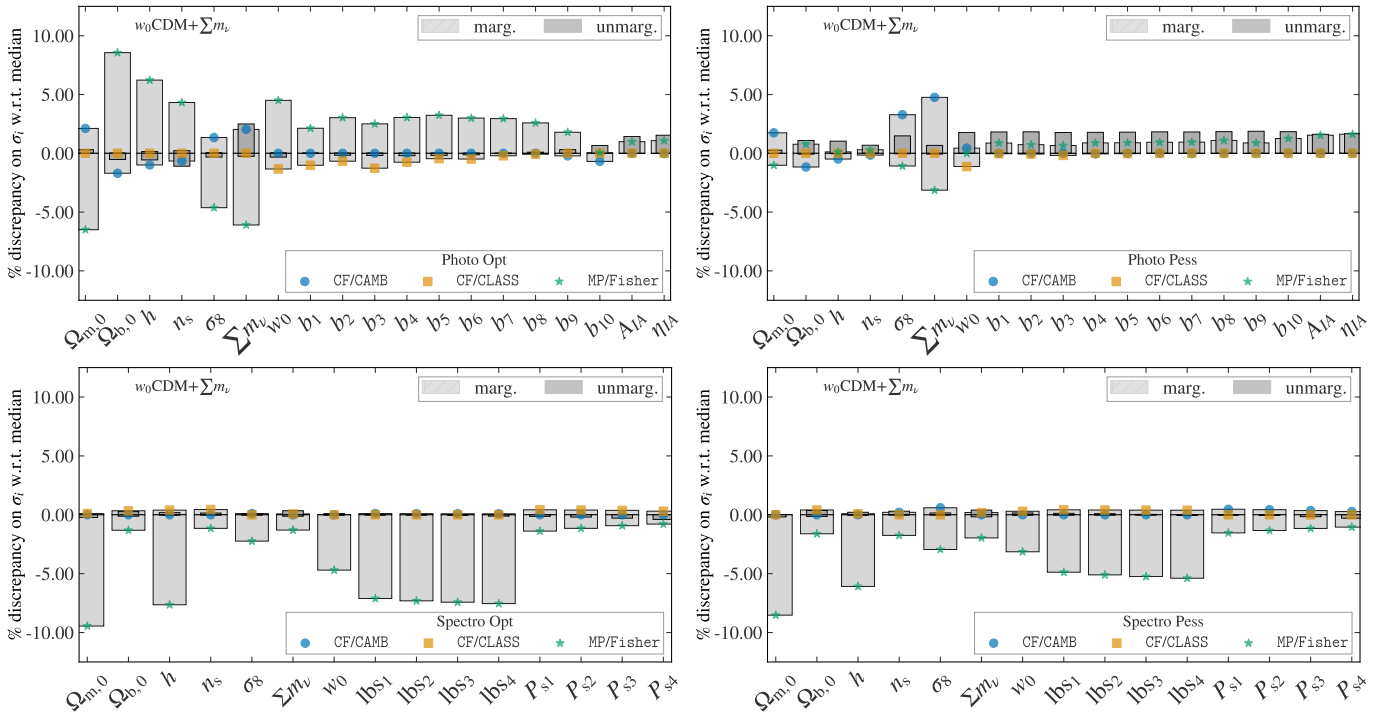 % discrepancy on σᵢ w.r.t. median
10.00
5.00
0.00
-5.00
-10.00
w₀CDM+∑mᵥ
marg. unmarg.
Photo Opt
CF/CAMB CF/CLASS MP/Fisher
Ωm,0 Ωb,0 h nₛ σ8 ∑mᵥ w0 b1 b2 b3 b4 b5 b6 b7 b8 b9 b10 AIA ηIA
% discrepancy on σᵢ w.r.t. median
10.00
5.00
0.00
-5.00
-10.00
w₀CDM+∑mᵥ
marg. unmarg.
Photo Pess
CF/CAMB CF/CLASS MP/Fisher
Ωm,0 Ωb,0 h nₛ σ8 ∑mᵥ w0 b1 b2 b3 b4 b5 b6 b7 b8 b9 b10 AIA ηIA
% discrepancy on σᵢ w.r.t. median
10.00
5.00
0.00
-5.00
-10.00
w₀CDM+∑mᵥ
marg. unmarg.
Spectro Opt
CF/CAMB CF/CLASS MP/Fisher
Ωm,0 Ωb,0 h nₛ σ8 ∑mᵥ w0 lbs1 lbs2 lbs3 lbs4 Ps1 Ps2 Ps3 Ps4
% discrepancy on σᵢ w.r.t. median
10.00
5.00
0.00
-5.00
-10.00
w₀CDM+∑mᵥ
marg. unmarg.
Spectro Pess
CF/CAMB CF/CLASS MP/Fisher
Ωm,0 Ωb,0 h nₛ σ8 ∑mᵥ w0 lbs1 lbs2 lbs3 lbs4 Ps1 Ps2 Ps3 Ps4